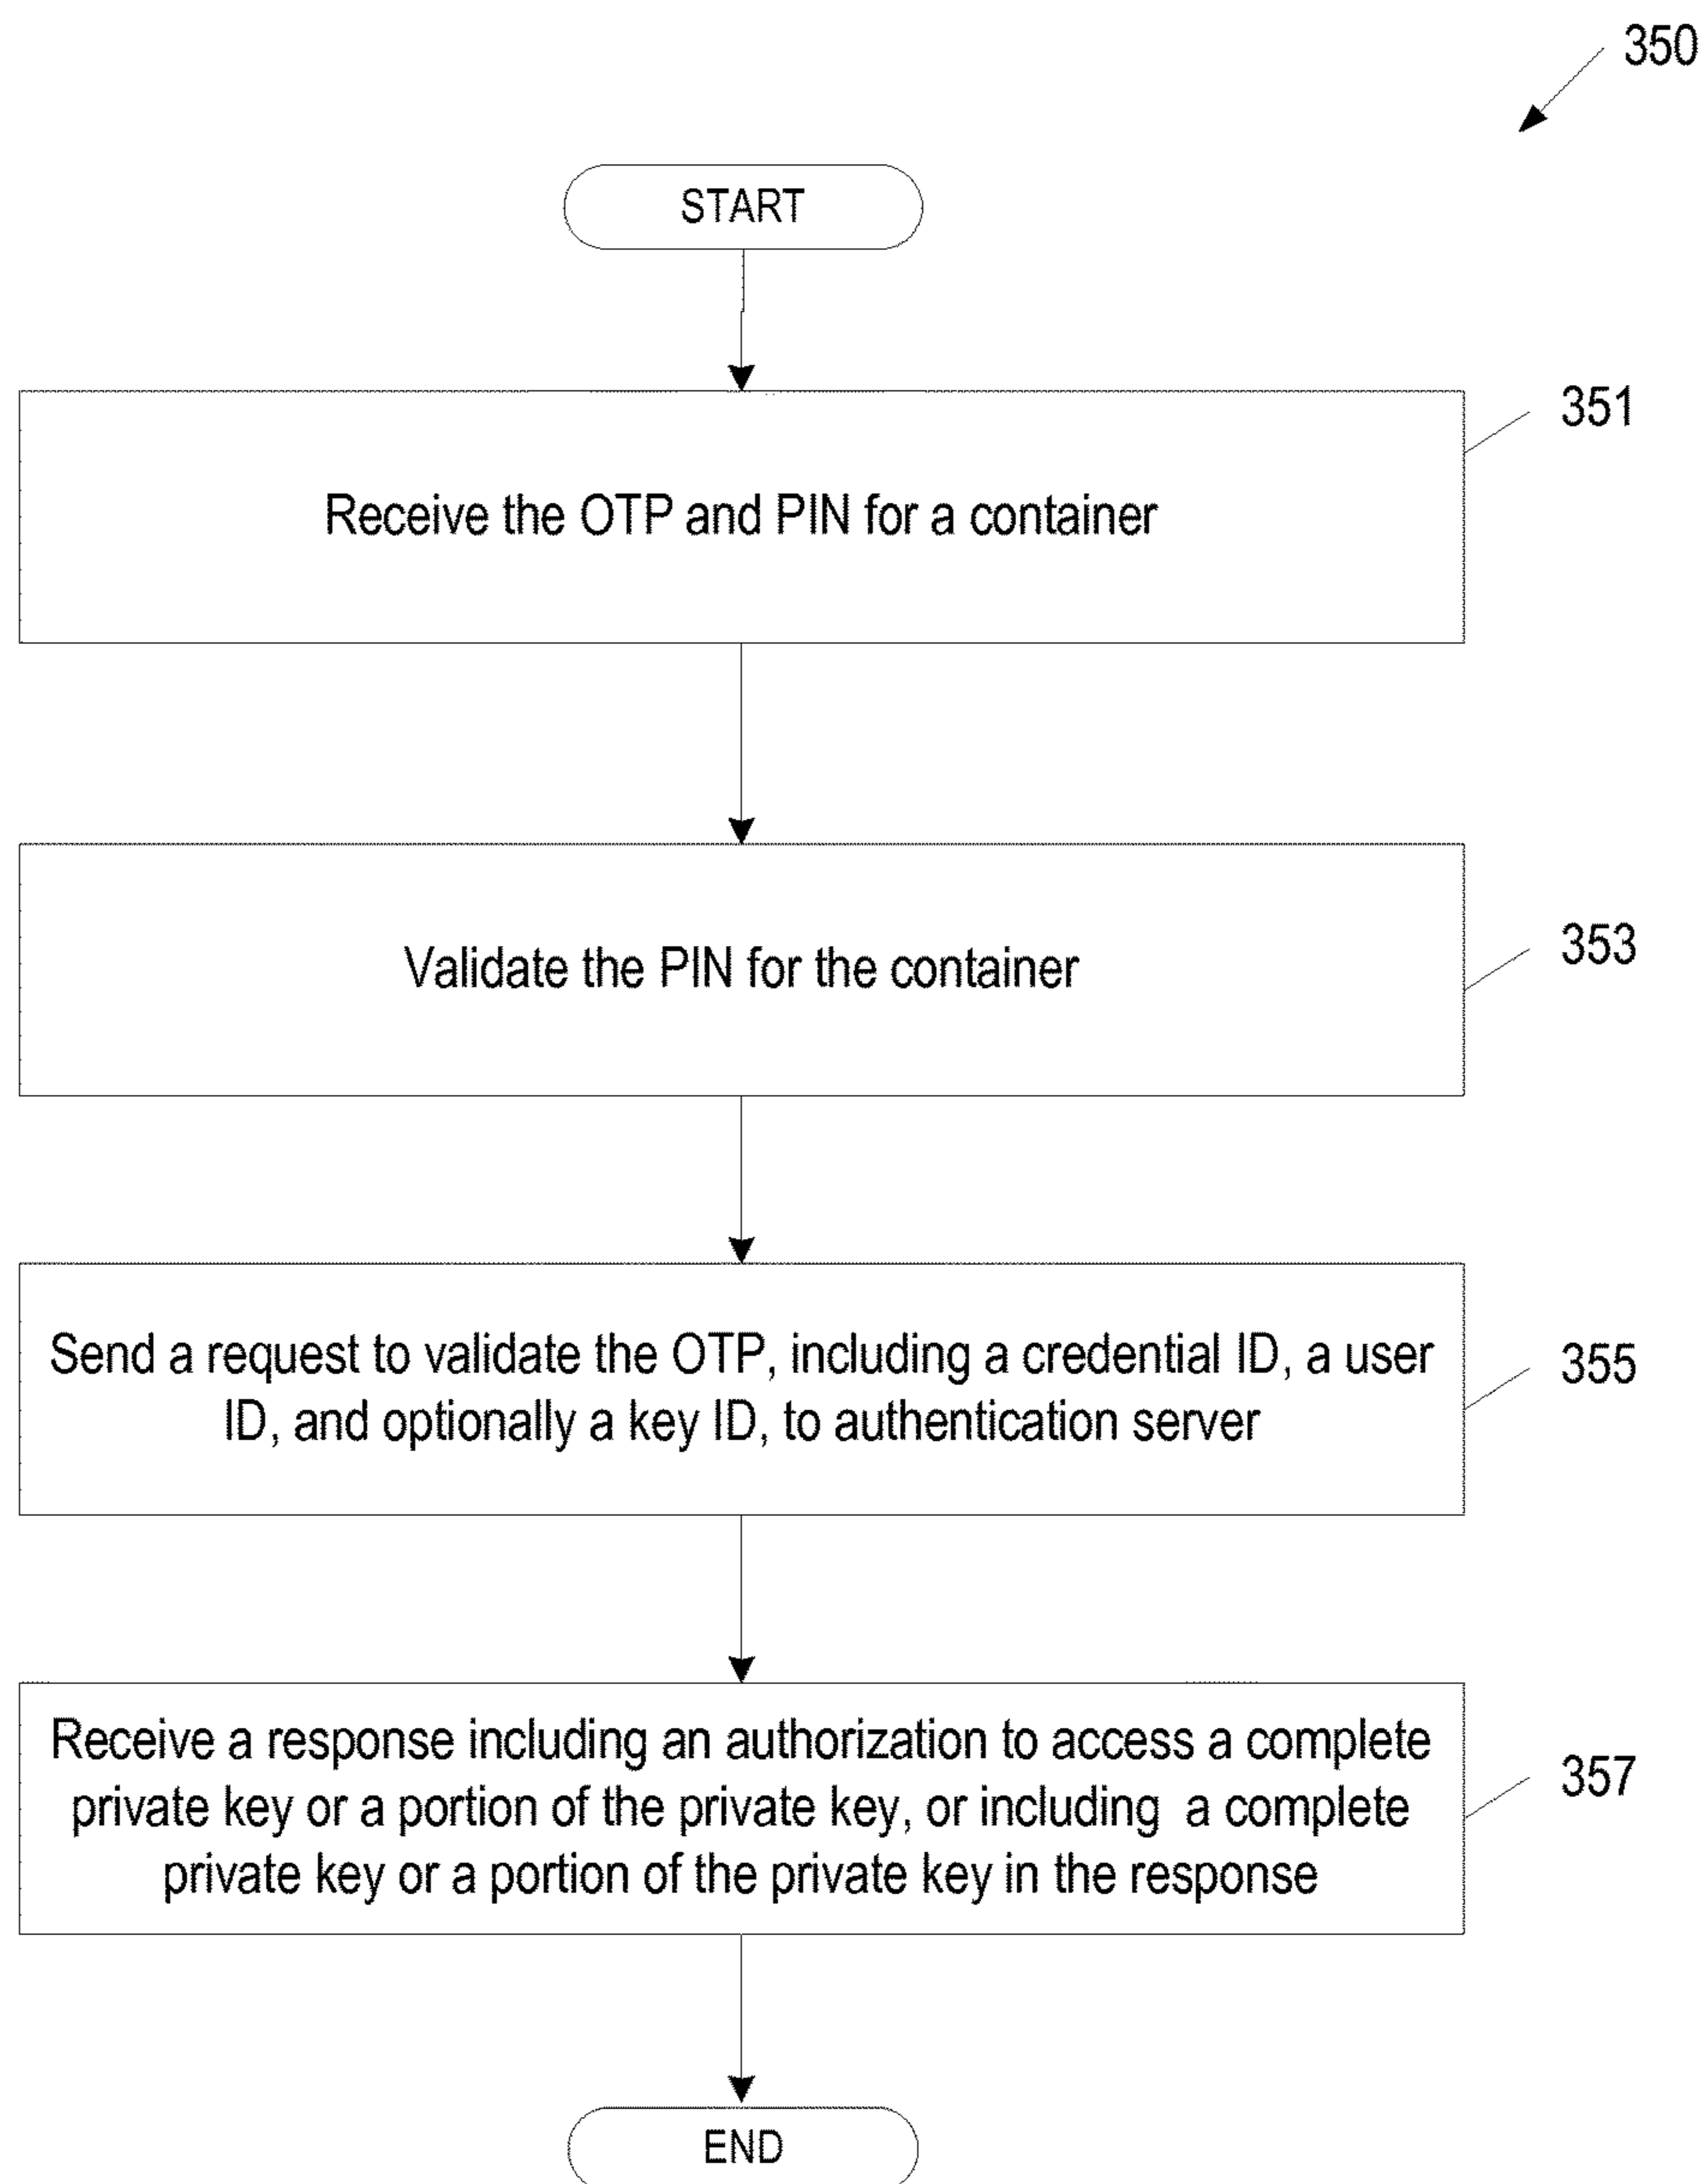 350
START
351
Receive the OTP and PIN for a container
353
Validate the PIN for the container
Send a request to validate the OTP, including a credential ID, a user
355
ID, and optionally a key ID, to authentication server
Receive a response including an authorization to access a complete
357
private key or a portion of the private key, or including a complete
private key or a portion of the private key in the response
END